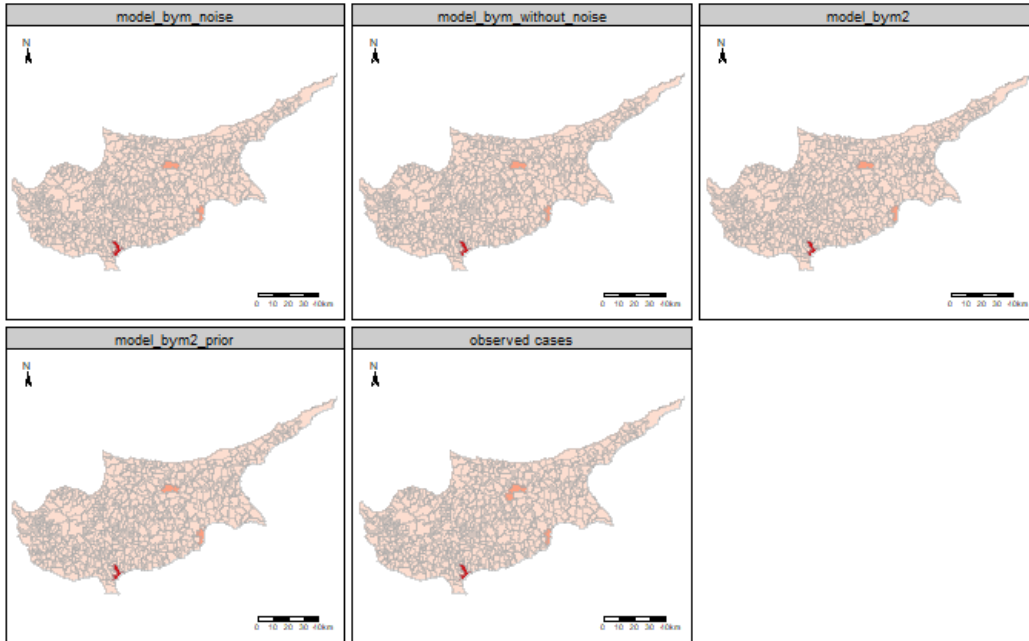 model_bym_noise
model_bym_without_noise
model_bym2
N
N
N
0 10 20 30 40km
0 10 20 30 40km
0 10 20 30 40km
model_bym2_prior
observed cases
N
N
0 10 20 30 40km
0 10 20 30 40km